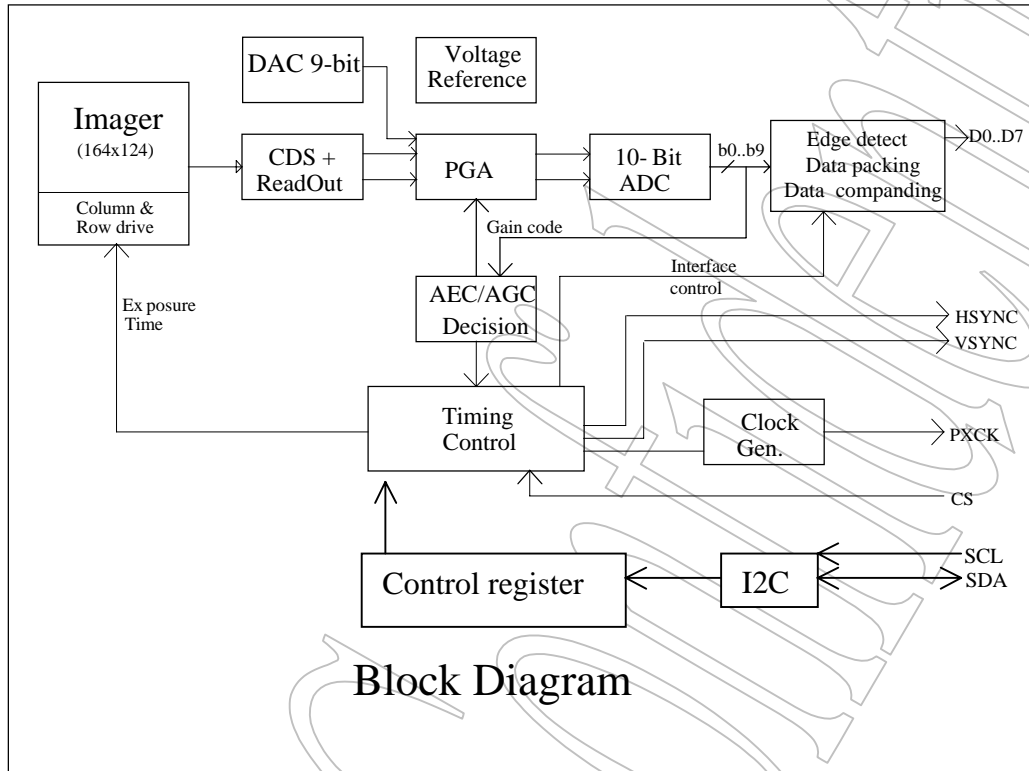 DAC 9-bit
Voltage
Reference
Imager
(164x124)
Column &
Row drive
CDS +
ReadOut
PGA
10- Bit
ADC
b0..b9
Edge detect
Data packing
Data companding
D0..D7
Gain code
Interface
control
AEC/AGC
Decision
Ex posure
Time
HSYNC
VSYNC
Timing
Control
Clock
Gen.
PXCK
CS
Control register
I2C
SCL
SDA
Block Diagram
Confident